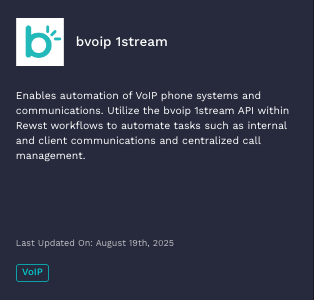 b
bvoip 1stream
Enables automation of VoIP phone systems and
communications. Utilize the bvoip 1stream API within
Rewst workflows to automate tasks such as internal
and client communications and centralized call
management.
Last Updated On: August 19th, 2025
VoIP